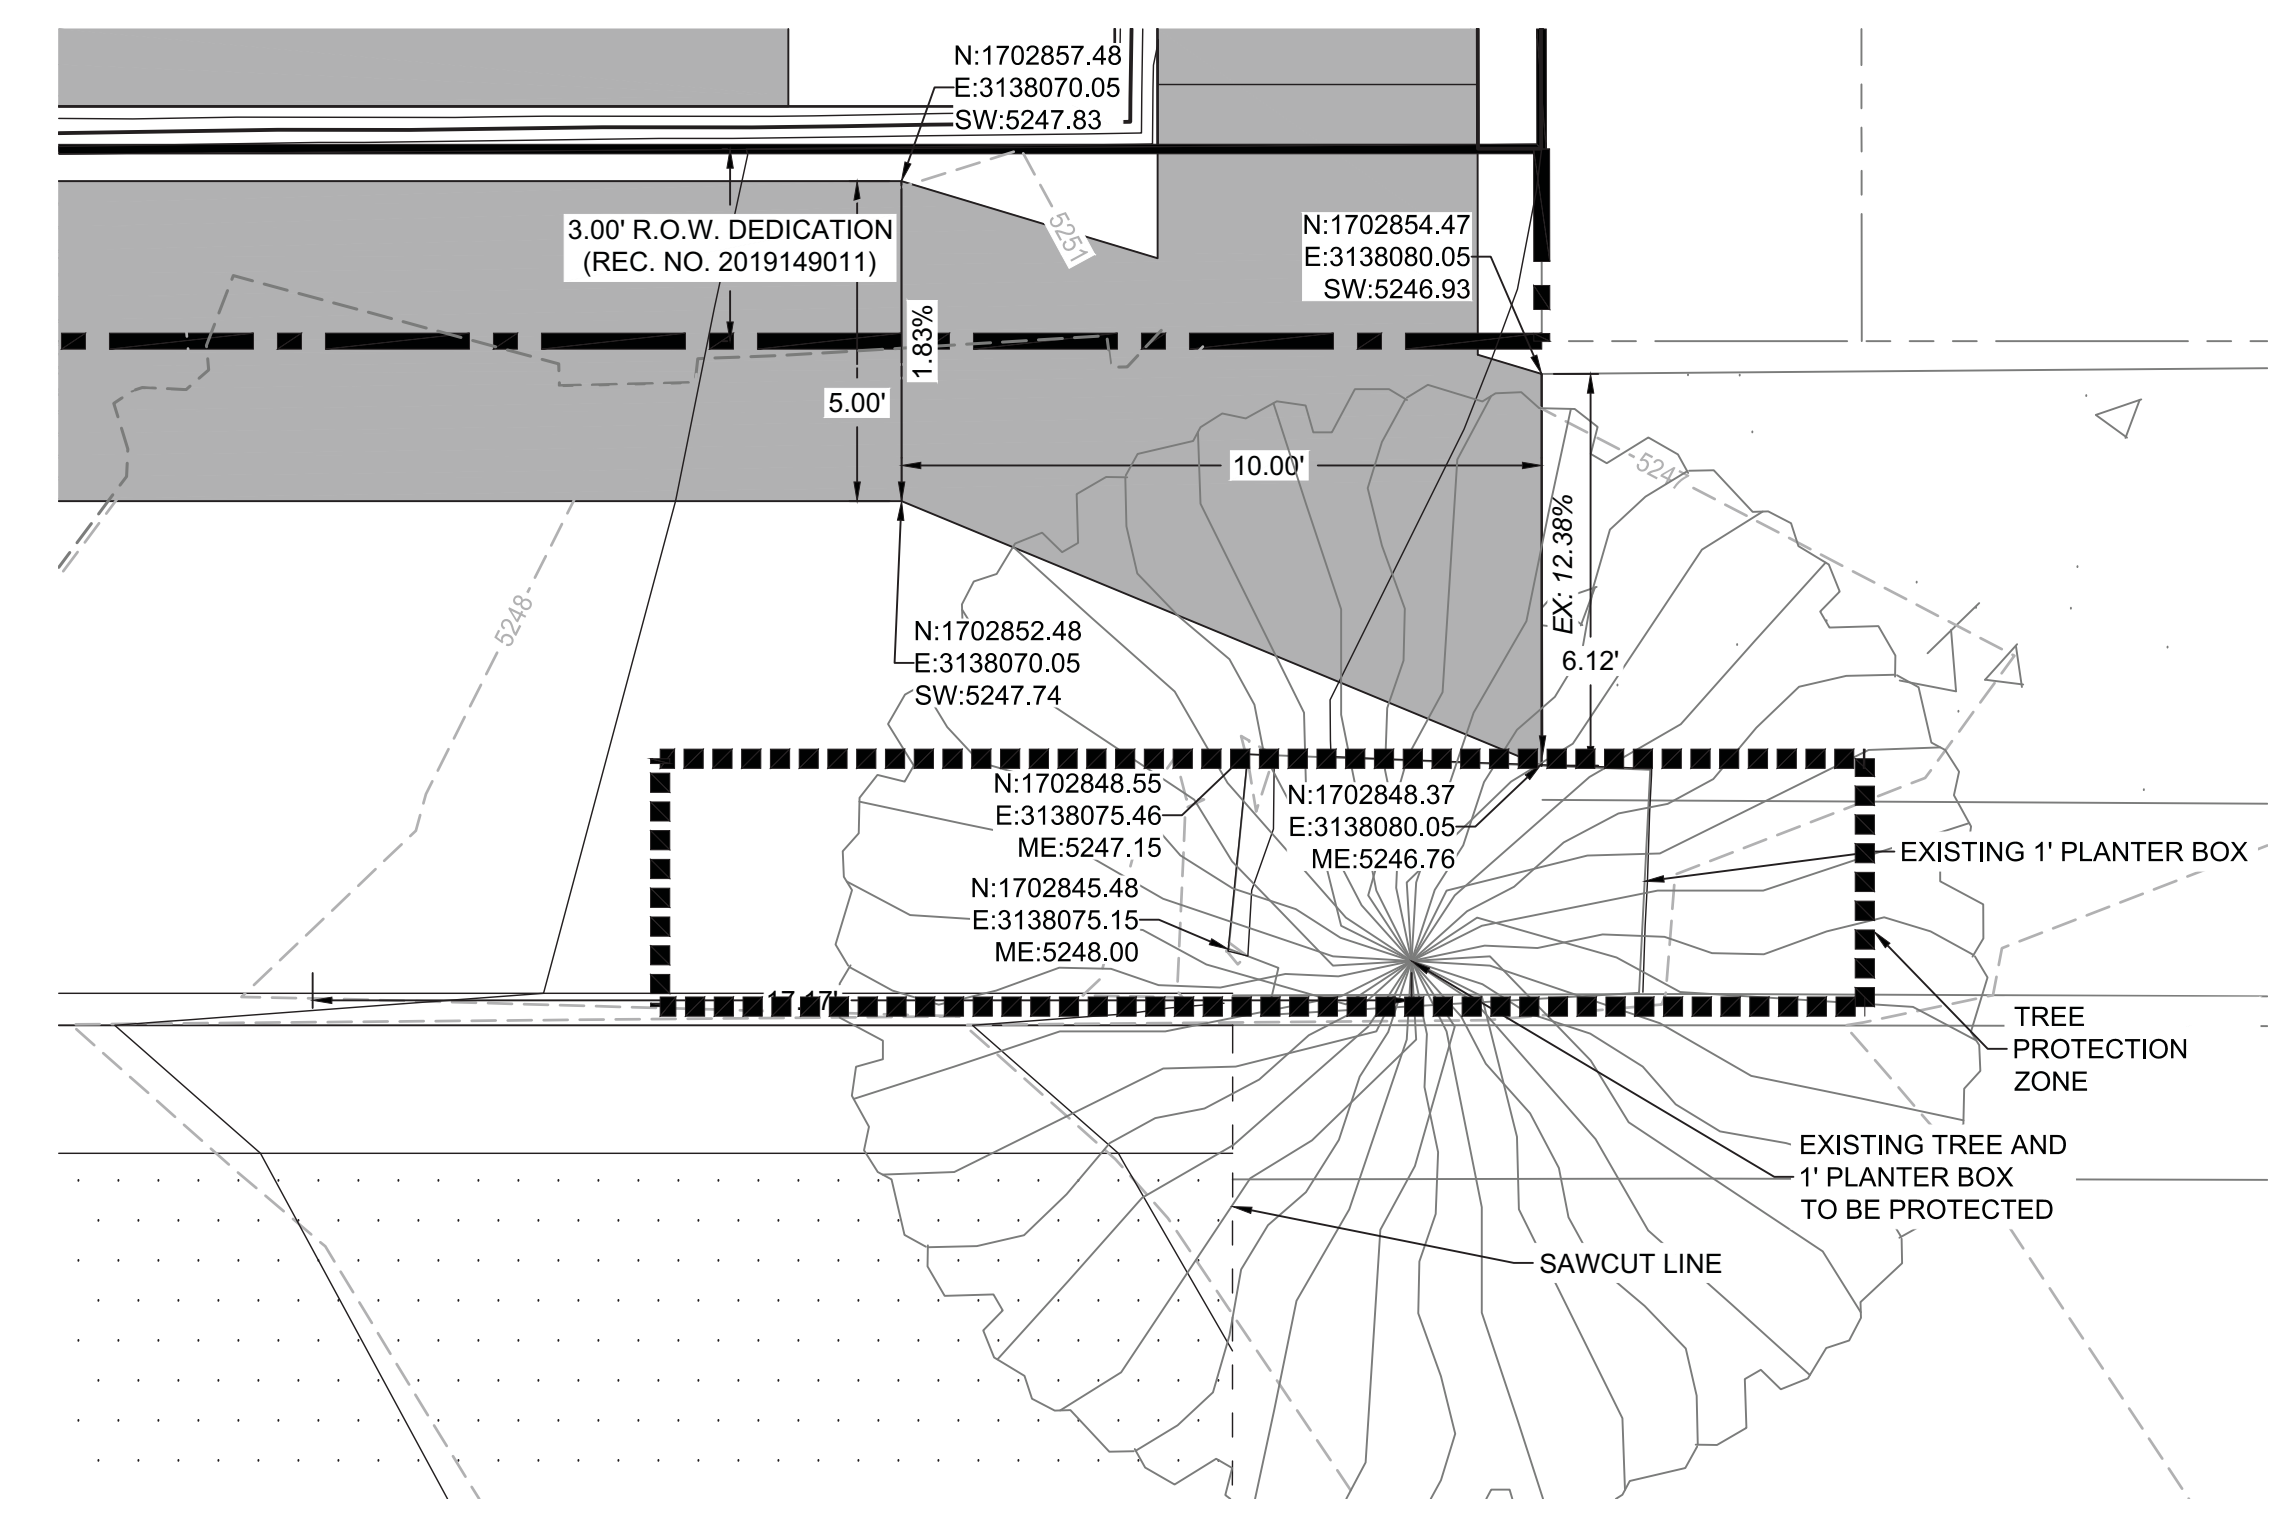 N:1702857.48
E:3138070.05
SW:5247.83
3.00' R.O.W. DEDICATION
(REC. NO. 2019149011)
5251
N:1702854.47
E:3138080.05
SW:5246.93
1.83%
5.00'
10.00'
5247
EX: 12.38%
6.12'
5248
N:1702852.48
E:3138070.05
SW:5247.74
N:1702848.55
E:3138075.46
ME:5247.15
N:1702848.37
E:3138080.05
ME:5246.76
EXISTING 1' PLANTER BOX
N:1702845.48
E:3138075.15
ME:5248.00
17.17'
TREE
PROTECTION
ZONE
EXISTING TREE AND
1' PLANTER BOX
TO BE PROTECTED
SAWCUT LINE